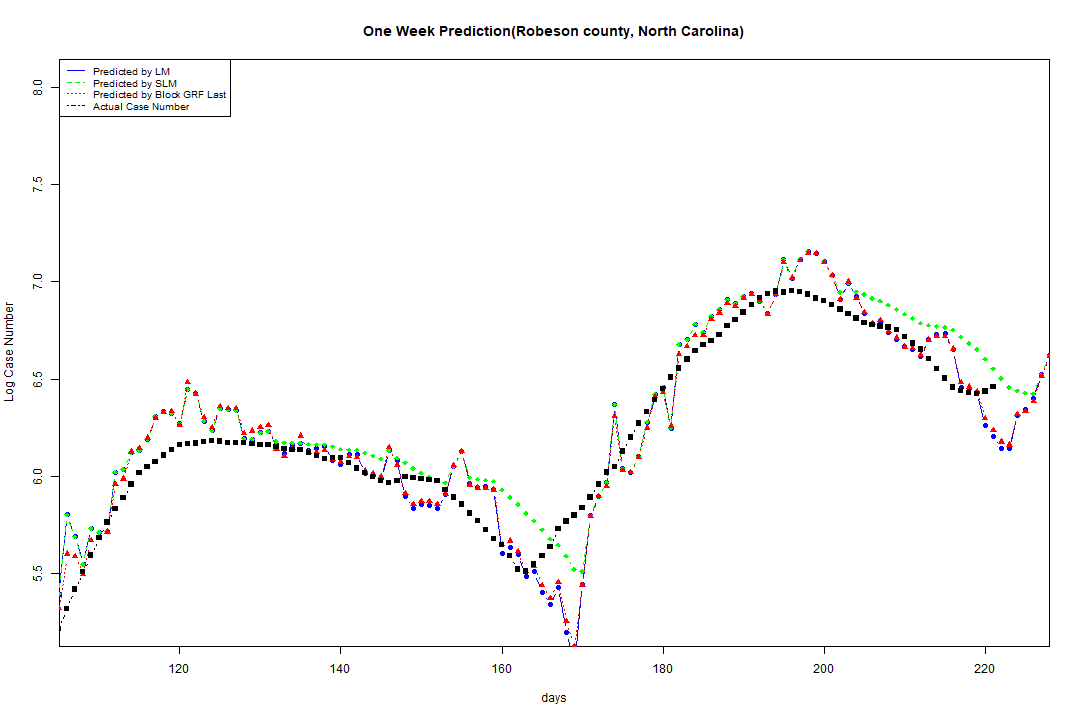 One Week Prediction(Robeson county, North Carolina)
Predicted by LM
Predicted by SLM
Predicted by Block GRF Last
Actual Case Number
8.0
7.5
7.0
6.5
6.0
5.5
Log Case Number
120 140 160 180 200 220
days